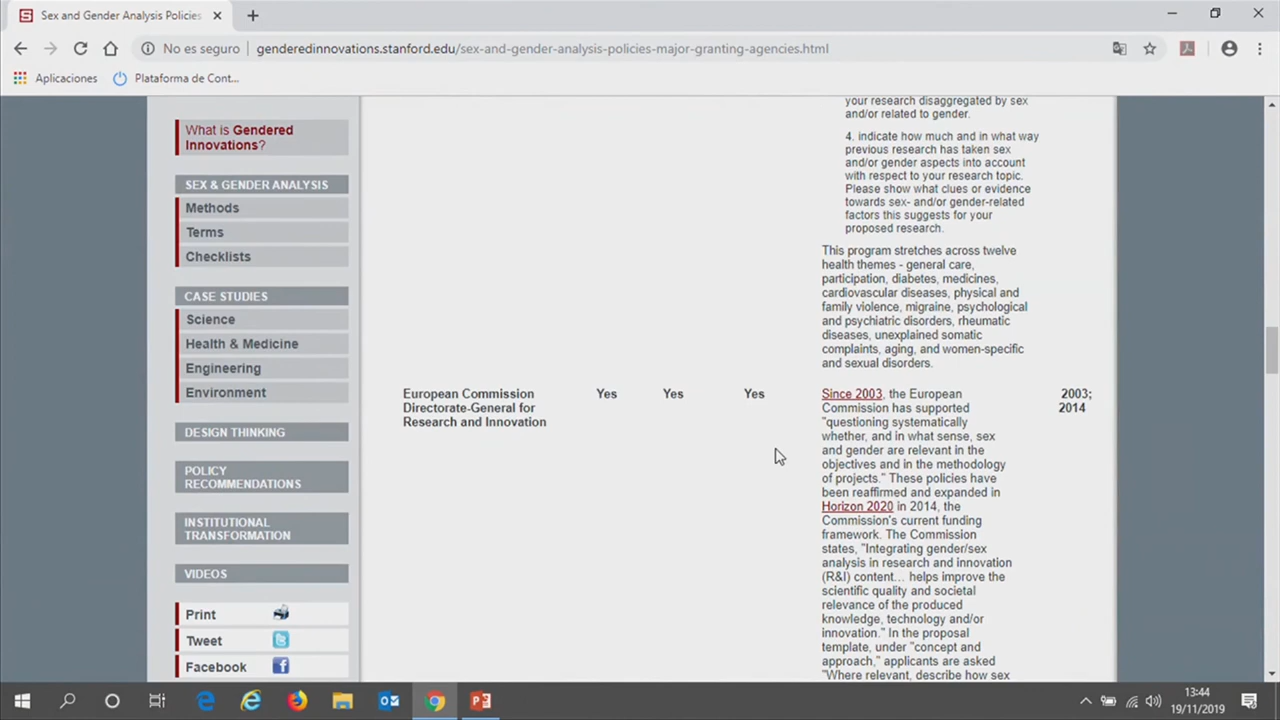 Sex and Gender Analysis Policies
No es seguro
genderedinnovations.stanford.edu/sex-and-gender-analysis-policies-major-granting-agencies.html
Aplicaciones
Plataforma de Cont...
What is Gendered
Innovations?
SEX & GENDER ANALYSIS
Methods
Terms
Checklists
CASE STUDIES
Science
Health & Medicine
Engineering
Environment
DESIGN THINKING
POLICY
RECOMMENDATIONS
INSTITUTIONAL
TRANSFORMATION
VIDEOS
Print
Tweet
Facebook
your research disaggregated by sex
and/or related to gender.
4. indicate how much and in what way
previous research has taken sex
and/or gender aspects into account
with respect to your research topic.
Please show what clues or evidence
towards sex- and/or gender-related
factors this suggests for your
proposed research.
This program stretches across twelve
health themes - general care,
participation, diabetes, medicines,
cardiovascular diseases, physical and
family violence, migraine, psychological
and psychiatric disorders, rheumatic
diseases, unexplained somatic
complaints, aging, and women-specific
and sexual disorders.
European Commission
Directorate-General for
Research and Innovation
Yes
Yes
Yes
Since 2003, the European
Commission has supported
"questioning systematically
whether, and in what sense, sex
and gender are relevant in the
objectives and in the methodology
of projects." These policies have
been reaffirmed and expanded in
Horizon 2020 in 2014, the
Commission's current funding
framework. The Commission
states, "Integrating gender/sex
analysis in research and innovation
(R&I) content... helps improve the
scientific quality and societal
relevance of the produced
knowledge, technology and/or
innovation." In the proposal
template, under "concept and
approach," applicants are asked
"Where relevant, describe how sex
2003;
2014
13:44
19/11/2019